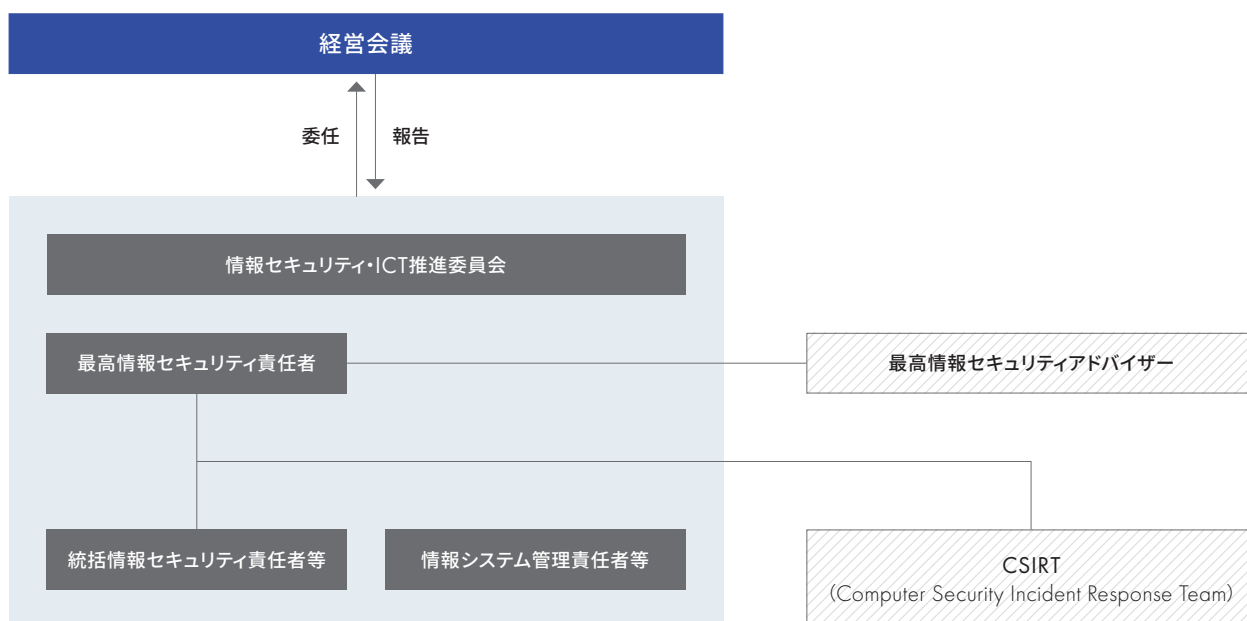 経営会議
委任
報告
情報セキュリティ・ICT推進委員会
最高情報セキュリティ責任者
最高情報セキュリティアドバイザー
統括情報セキュリティ責任者等
情報システム管理責任者等
CSIRT
（Computer Security Incident Response Team）